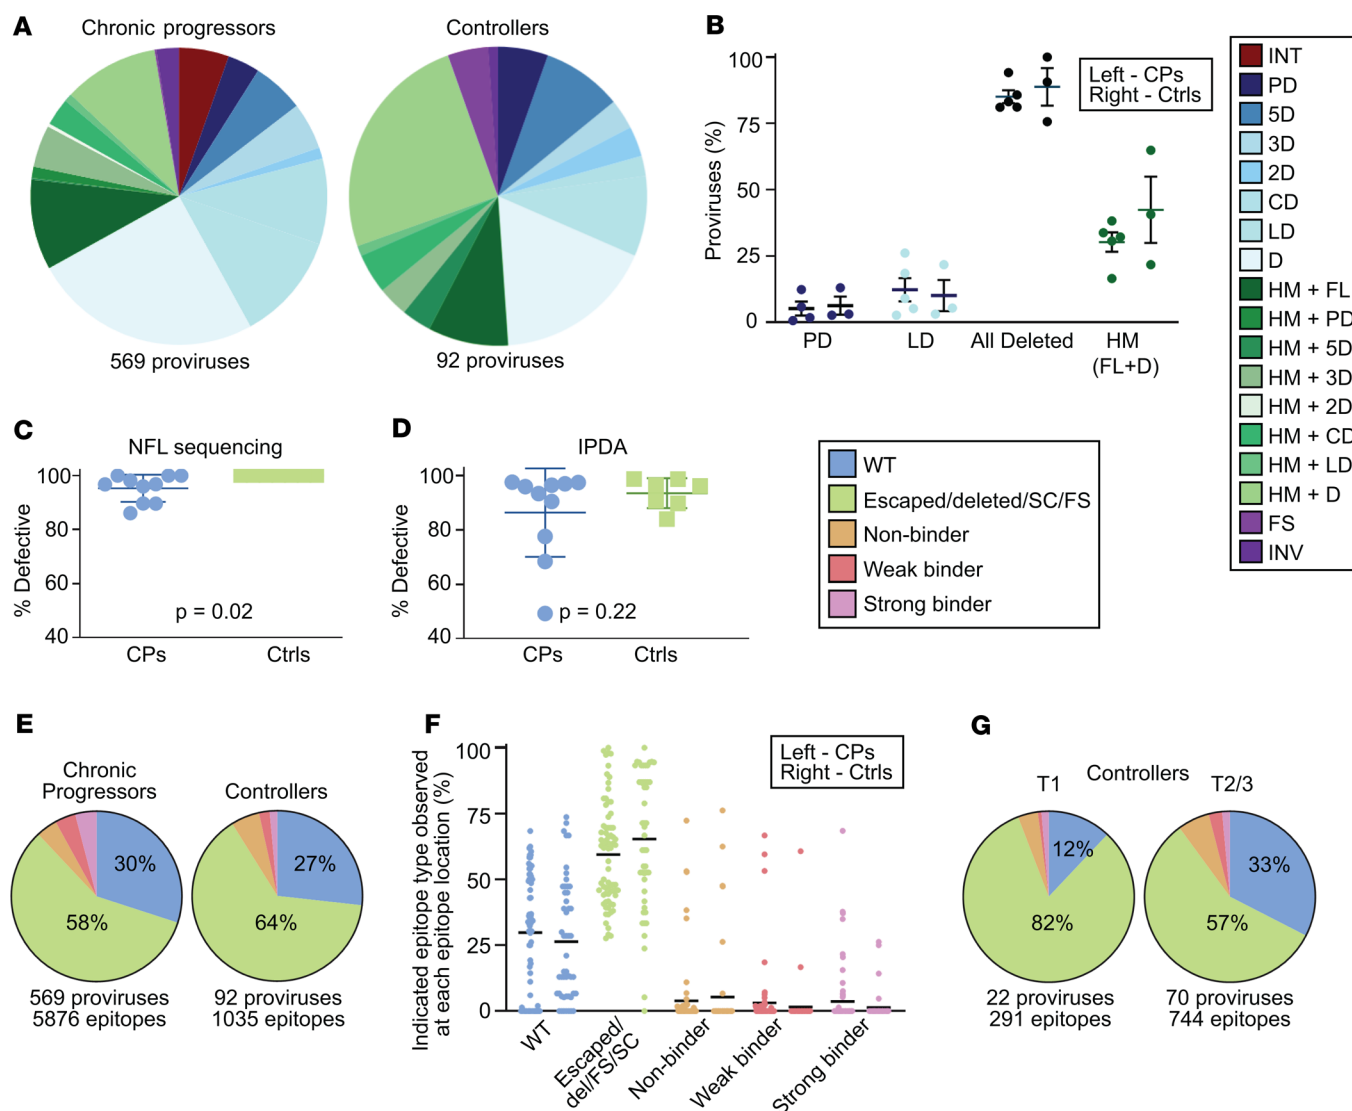 A
Chronic progressors
Controllers
569 proviruses
92 proviruses
B
100
75
50
25
0
Proviruses (%)
Left - CPs
Right - Ctrls
PD
LD
All Deleted
HM
(FL+D)
INT
PD
5D
3D
2D
CD
LD
D
HM + FL
HM + PD
HM + 5D
HM + 3D
HM + 2D
HM + CD
HM + LD
HM + D
FS
INV
C
NFL sequencing
% Defective
100
80
60
40
p = 0.02
CPs
Ctrls
D
IPDA
% Defective
100
80
60
40
p = 0.22
CPs
Ctrls
WT
Escaped/deleted/SC/FS
Non-binder
Weak binder
Strong binder
E
Chronic
Progressors
Controllers
30%
58%
27%
64%
569 proviruses
5876 epitopes
92 proviruses
1035 epitopes
F
Indicated epitope type observed
at each epitope location (%)
100
75
50
25
0
Left - CPs
Right - Ctrls
WT
Escaped/
del/FS/SC
Non-binder
Weak binder
Strong binder
G
Controllers
T1
T2/3
12%
82%
33%
57%
22 proviruses
291 epitopes
70 proviruses
744 epitopes